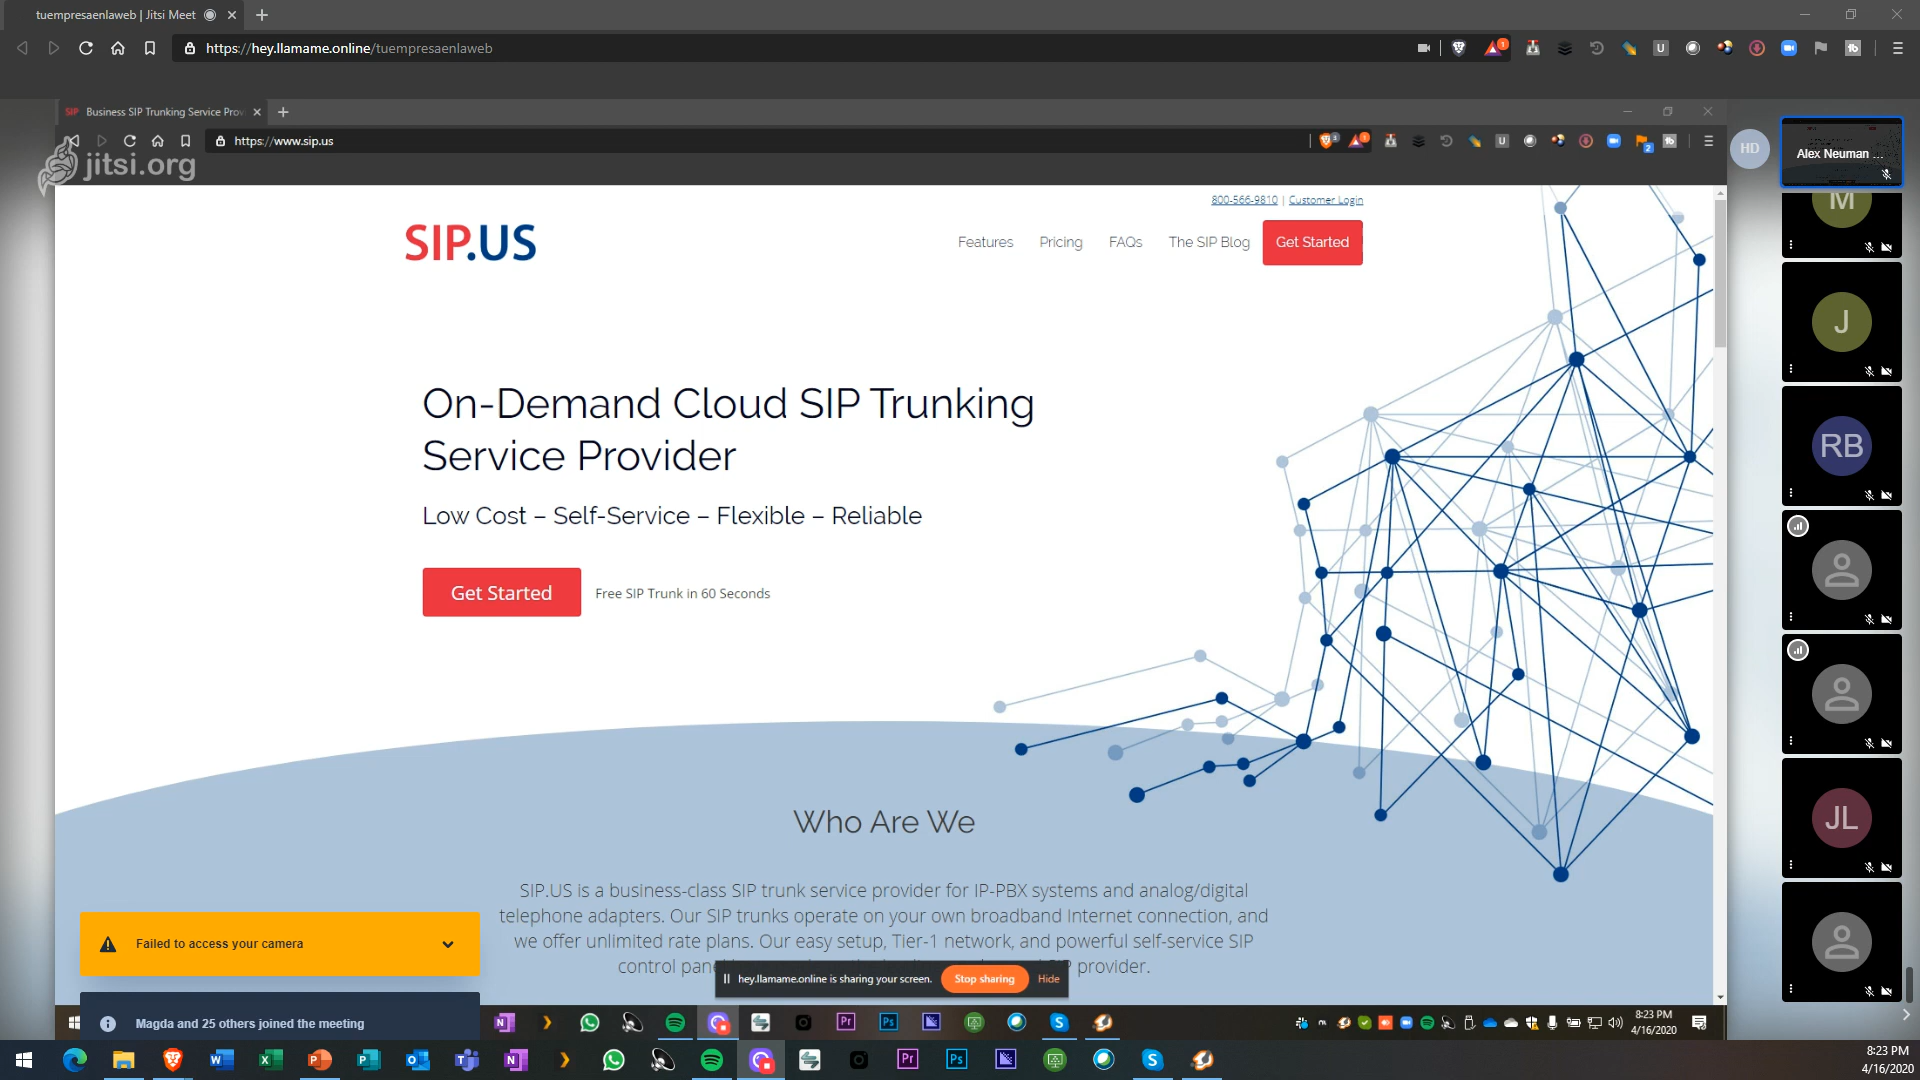 tuempresaenlaweb | Jitsi Meet
https://hey.llamame.online/tuempresaenlaweb
SIP Business SIP Trunking Service Prov
https://www.sip.us
jitsi.org
800-566-9810 | Customer Login
SIP.US
Features Pricing FAQs The SIP Blog Get Started
On-Demand Cloud SIP Trunking
Service Provider
Low Cost – Self-Service – Flexible – Reliable
Get Started Free SIP Trunk in 60 Seconds
Who Are We
SIP.US is a business-class SIP trunk service provider for IP-PBX systems and analog/digital
telephone adapters. Our SIP trunks operate on your own broadband Internet connection, and
we offer unlimited rate plans. Our easy setup, Tier-1 network, and powerful self-service SIP
control provider.
Failed to access your camera
hey.llamame.online is sharing your screen. Stop sharing Hide
Magda and 25 others joined the meeting
HD
Alex Neuman ...
M
J
RB
JL
8:23 PM
4/16/2020
8:23 PM
4/16/2020